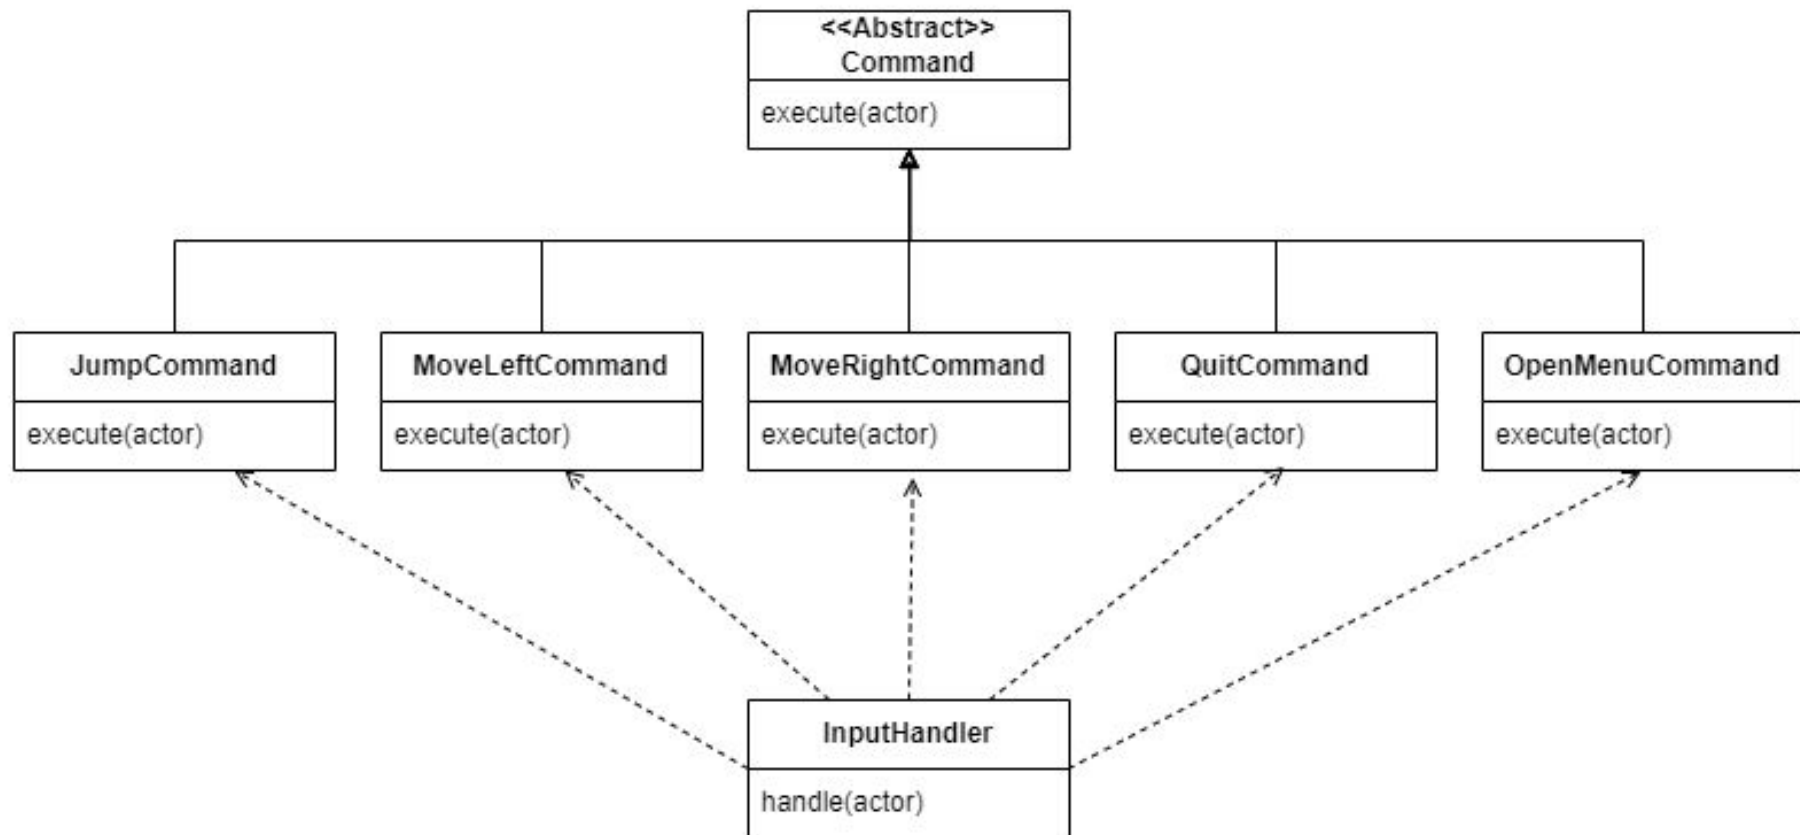 <<Abstract>>
Command
execute(actor)
JumpCommand
execute(actor)
MoveLeftCommand
execute(actor)
MoveRightCommand
execute(actor)
QuitCommand
execute(actor)
OpenMenuCommand
execute(actor)
InputHandler
handle(actor)